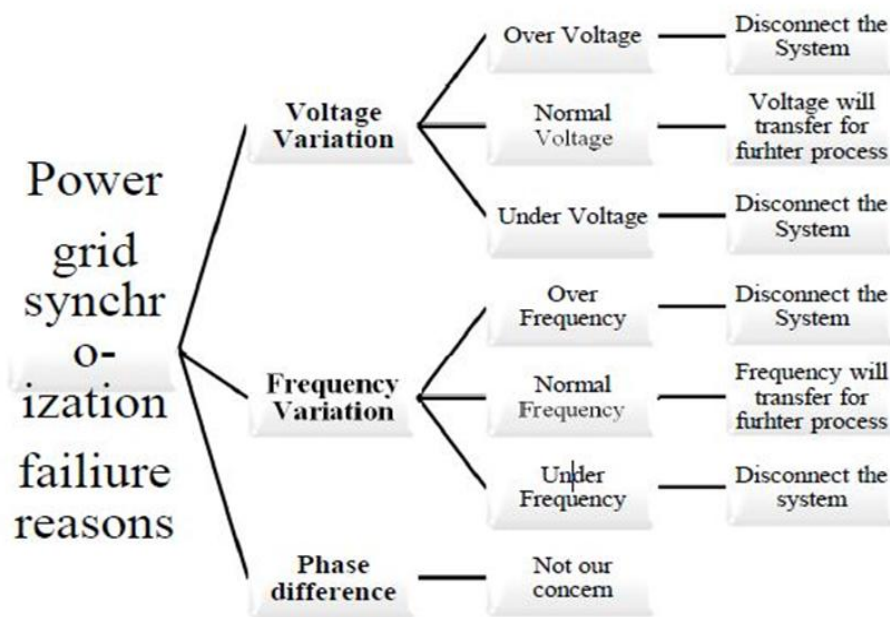 Power
grid
synchr
o-
ization
failiure
reasons
Voltage
Variation
Over Voltage
Disconnect the
System
Normal
Voltage
Voltage will
transfer for
furhter process
Under Voltage
Disconnect the
System
Frequency
Variation
Over
Frequency
Disconnect the
System
Normal
Frequency
Frequency will
transfer for
furhter process
Under
Frequency
Disconnect the
system
Phase
difference
Not our
concern